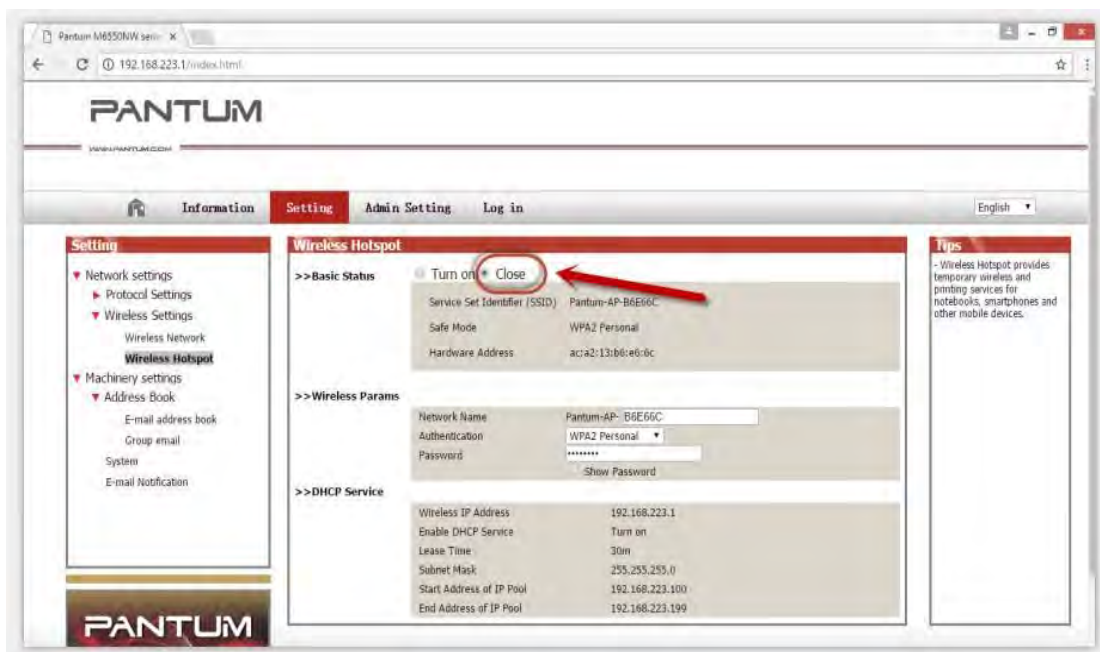 Pantum M6550NW serie
192.168.223.1/index.html
PANTUM
WWW.PANTUM.COM
Information Setting Admin Setting Log in English
Setting
Network settings
Protocol Settings
Wireless Settings
Wireless Network
Wireless Hotspot
Machinery settings
Address Book
E-mail address book
Group email
System
E-mail Notification
PANTUM
Wireless Hotspot
>>Basic Status Turn on Close
Service Set Identifier (SSID) Pantum-AP-B6E66C
Safe Mode WPA2 Personal
Hardware Address ac:a2:13:b6:e6:6c
>>Wireless Params
Network Name Pantum-AP- B6E66C
Authentication WPA2 Personal
Password ••••••••
Show Password
>>DHCP Service
Wireless IP Address 192.168.223.1
Enable DHCP Service Turn on
Lease Time 30m
Subnet Mask 255.255.255.0
Start Address of IP Pool 192.168.223.100
End Address of IP Pool 192.168.223.199
Tips
- Wireless Hotspot provides
temporary wireless and
printing services for
notebooks, smartphones and
other mobile devices.